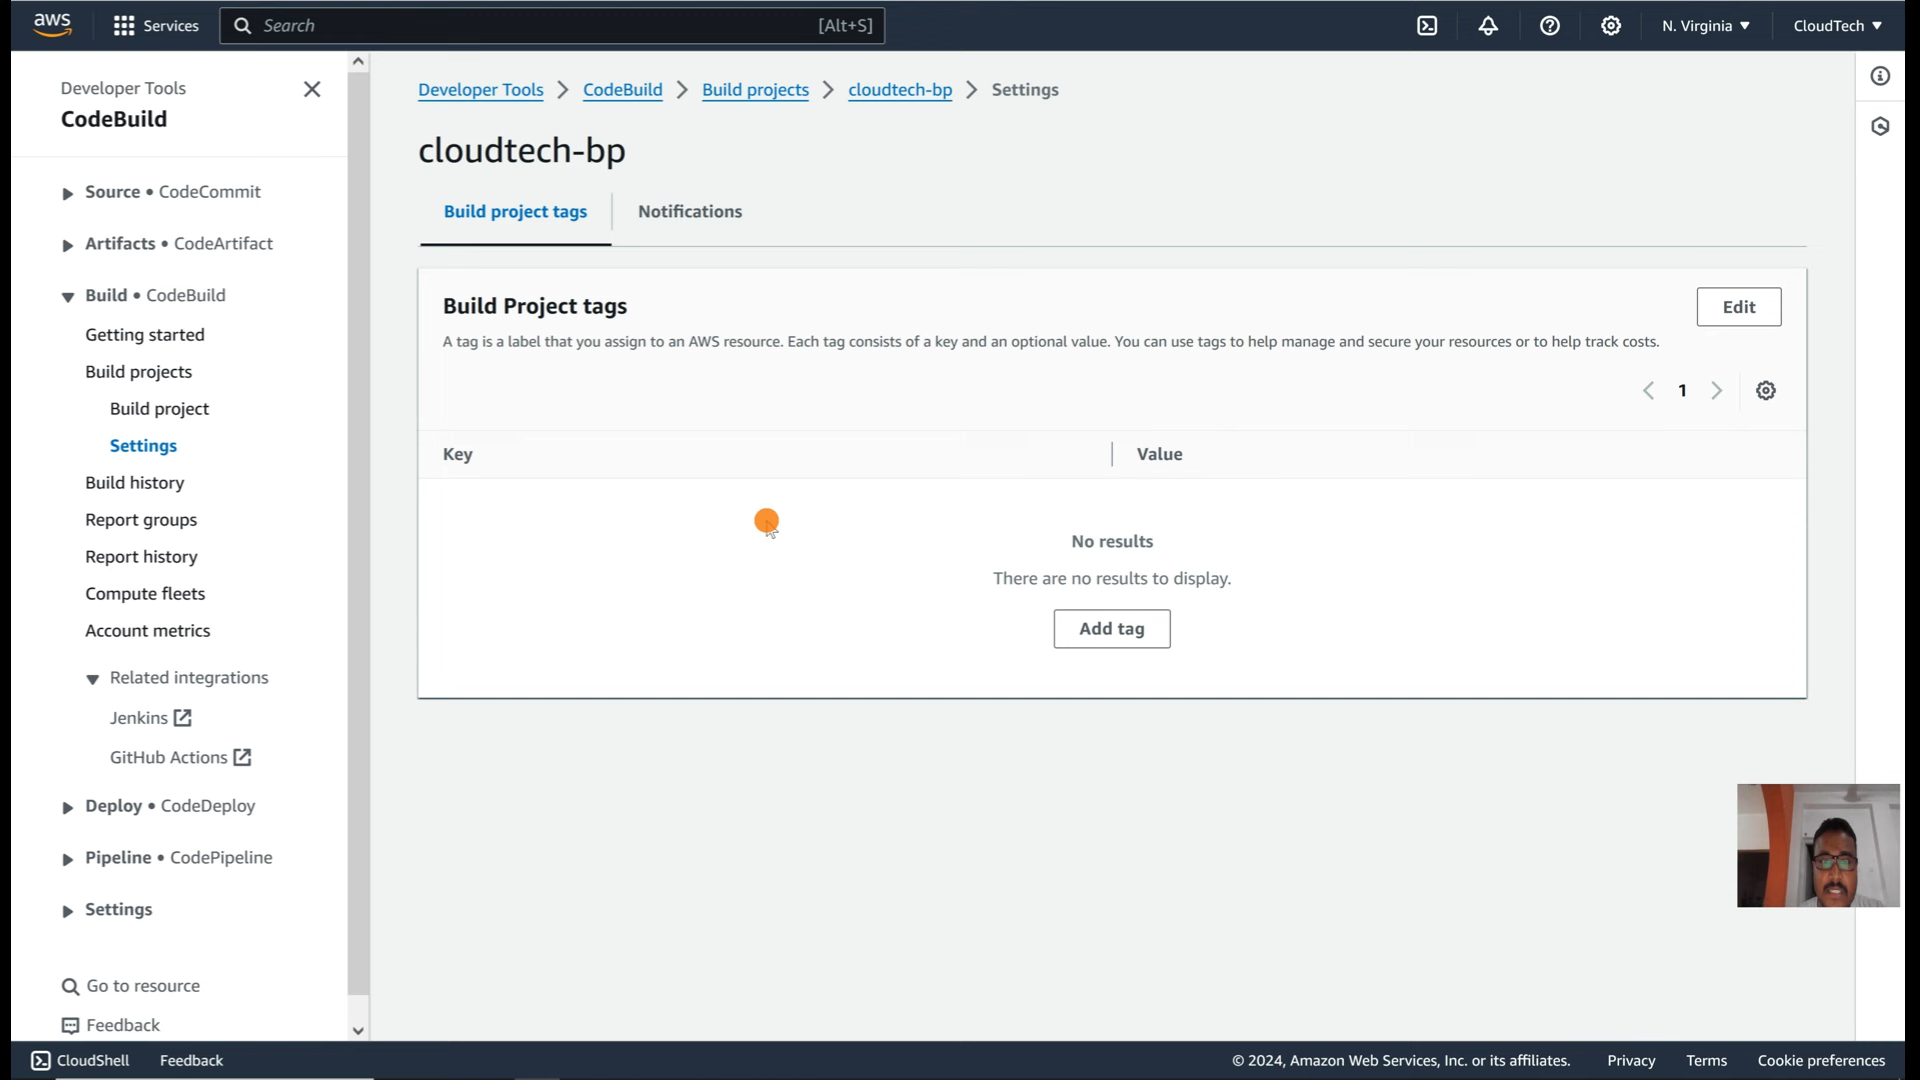 aws
Services
Search
[Alt+S]
N. Virginia
CloudTech
Developer Tools
CodeBuild
Source • CodeCommit
Artifacts • CodeArtifact
Build • CodeBuild
Getting started
Build projects
Build project
Settings
Build history
Report groups
Report history
Compute fleets
Account metrics
Related integrations
Jenkins
GitHub Actions
Deploy • CodeDeploy
Pipeline • CodePipeline
Settings
Go to resource
Feedback
Developer Tools > CodeBuild > Build projects > cloudtech-bp > Settings
cloudtech-bp
Build project tags
Notifications
Build Project tags
Edit
A tag is a label that you assign to an AWS resource. Each tag consists of a key and an optional value. You can use tags to help manage and secure your resources or to help track costs.
1
Key
Value
No results
There are no results to display.
Add tag
CloudShell
Feedback
© 2024, Amazon Web Services, Inc. or its affiliates.
Privacy
Terms
Cookie preferences